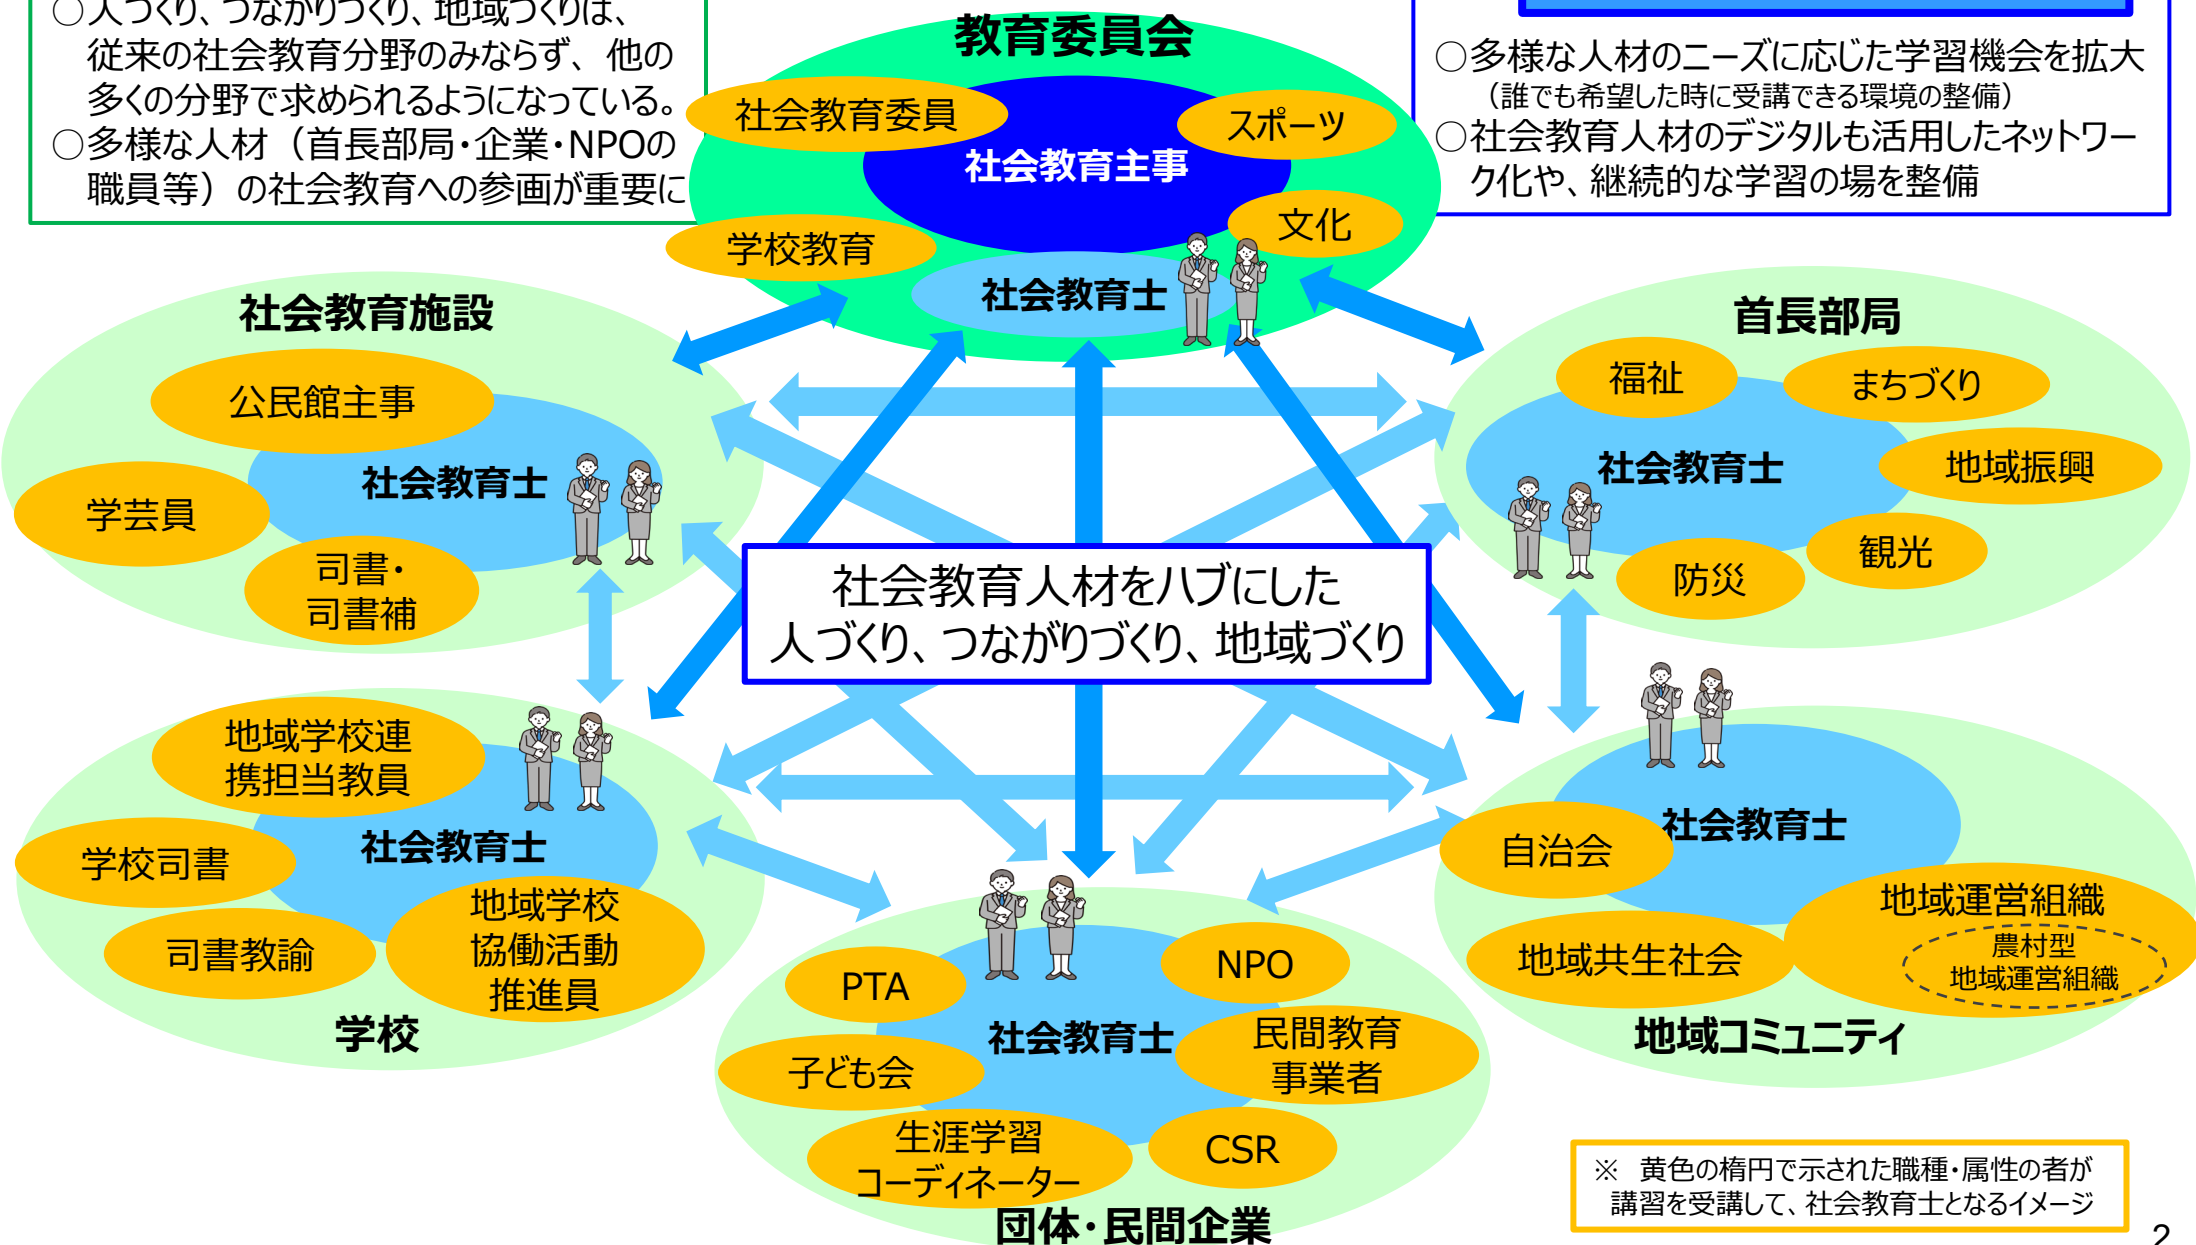 ○人づくり、つながりづくり、地域づくりは、
従来の社会教育分野のみならず、他の
多くの分野で求められるようになっている。
○多様な人材（首長部局・企業・NPOの
職員等）の社会教育への参画が重要に
○多様な人材のニーズに応じた学習機会を拡大
（誰でも希望した時に受講できる環境の整備）
○社会教育人材のデジタルも活用したネットワー
ク化や、継続的な学習の場を整備
教育委員会
社会教育委員
スポーツ
社会教育主事
学校教育
文化
社会教育士
社会教育施設
公民館主事
社会教育士
学芸員
司書・
司書補
首長部局
福祉
まちづくり
社会教育士
地域振興
観光
防災
社会教育人材をハブにした
人づくり、つながりづくり、地域づくり
地域学校連
携担当教員
社会教育士
学校司書
地域学校
協働活動
推進員
司書教諭
学校
PTA
NPO
社会教育士
民間教育
事業者
子ども会
生涯学習
コーディネーター
CSR
団体・民間企業
社会教育士
自治会
地域運営組織
農村型
地域運営組織
地域共生社会
地域コミュニティ
※　黄色の楕円で示された職種・属性の者が
講習を受講して、社会教育士となるイメージ
2